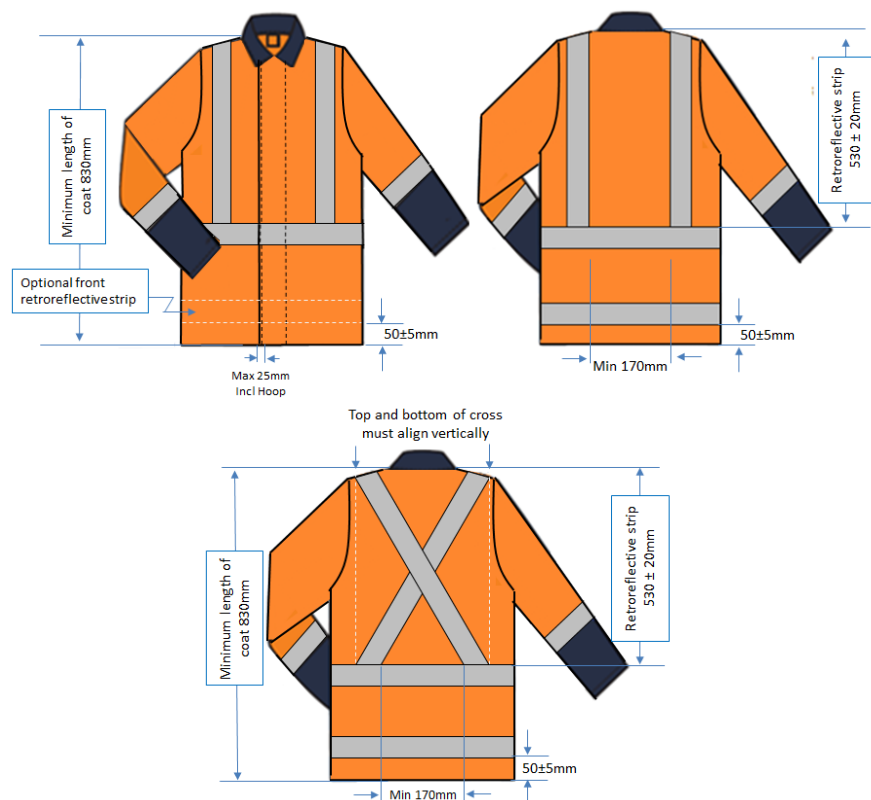 Minimum length of
coat 830mm
Optional front
retroreflective strip
50±5mm
Max 25mm
Incl Hoop
Retroreflective strip
530 ± 20mm
50±5mm
Min 170mm
Top and bottom of cross
must align vertically
Minimum length of
coat 830mm
Retroreflective strip
530 ± 20mm
50±5mm
Min 170mm